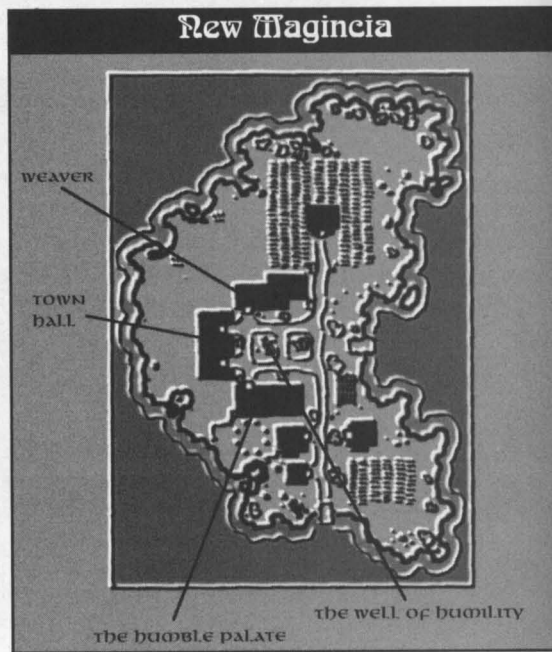 New Magincia
WEAVER
TOWN
HALL
THE WELL OF HUMILITY
THE HUMBLE PALATE